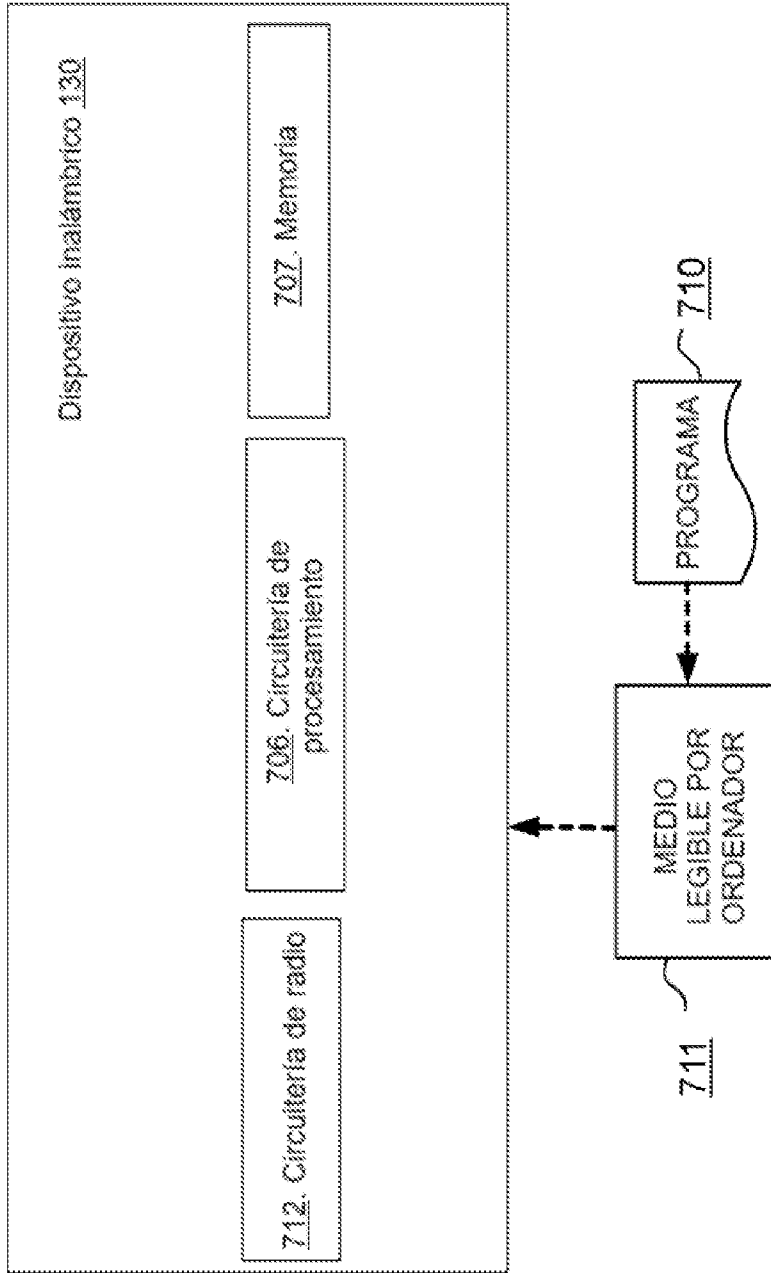 Dispositivo inalámbrico 130
712. Circuitería de radio
706. Circuitería de
procesamiento
707. Memoria
MEDIO
LEGIBLE POR
ORDENADOR
711
PROGRAMA
710